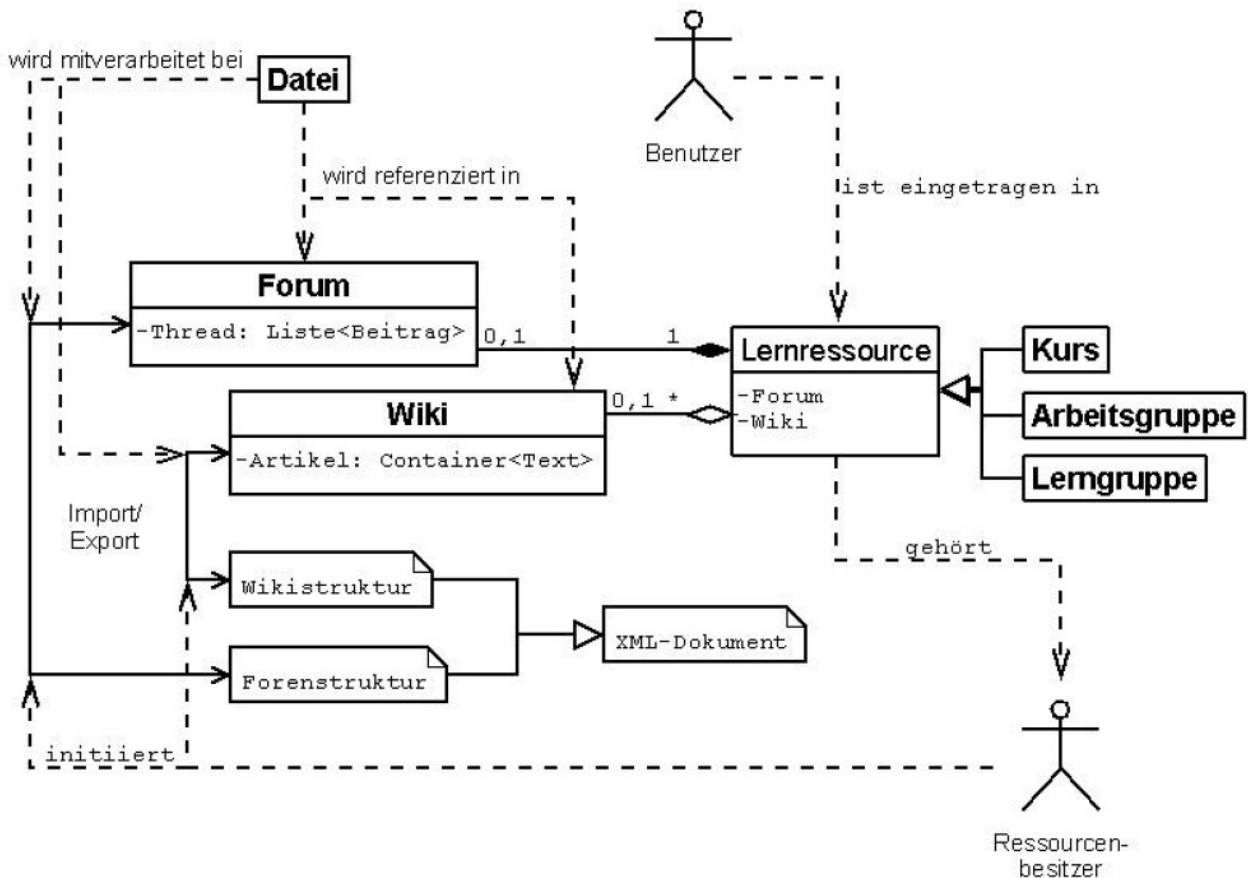 wird mitverarbeitet bei
Datei
Benutzer
wird referenziert in
ist eingetragen in
Forum
-Thread: Liste<Beitrag>
0,1
1
Lernressource
-Forum
-Wiki
Kurs
Arbeitsgruppe
Lerngruppe
Wiki
-Artikel: Container<Text>
0,1 *
Import/
Export
gehört
Wikistruktur
XML-Dokument
Forenstruktur
initiiert
Ressourcen-
besitzer